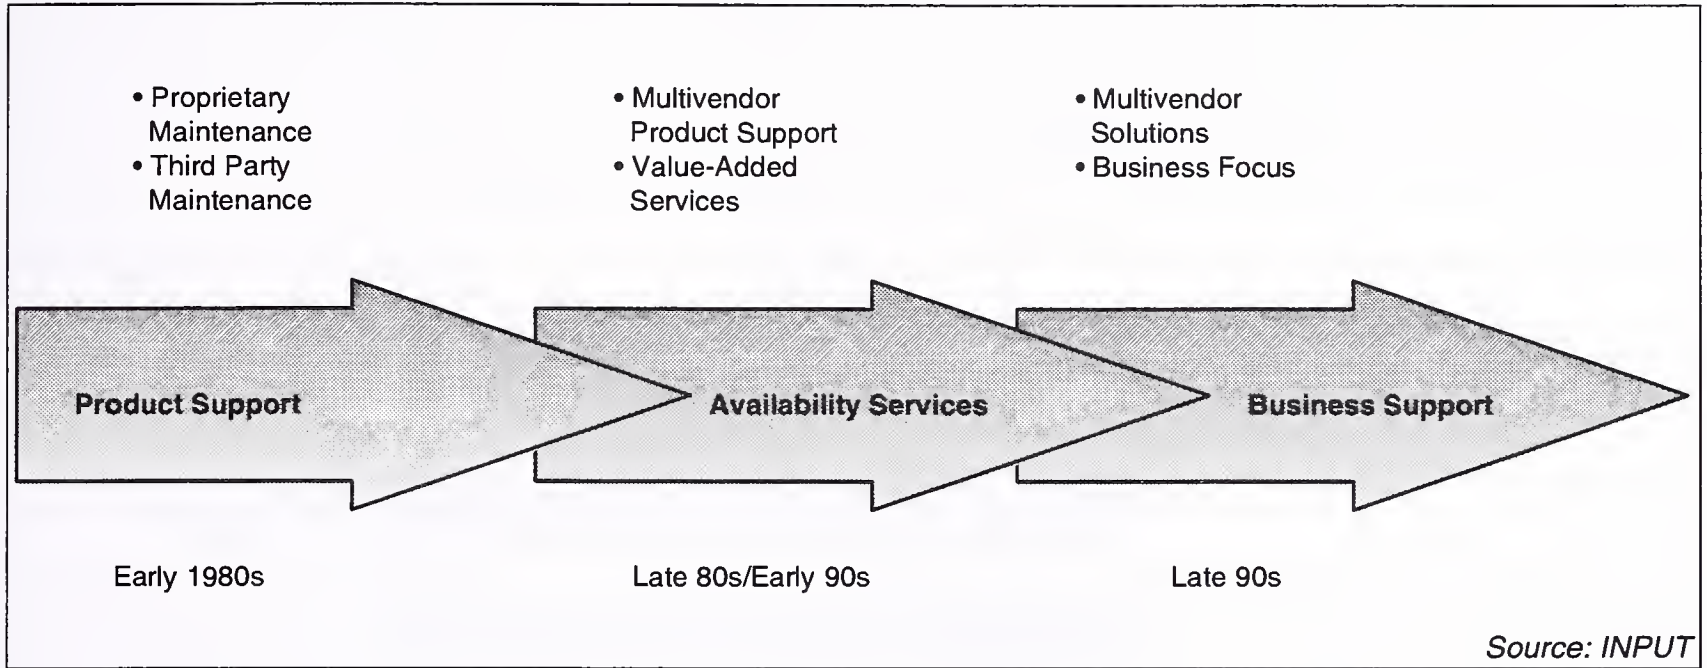 • Proprietary
Maintenance
• Third Party
Maintenance
• Multivendor
Product Support
• Value-Added
Services
• Multivendor
Solutions
• Business Focus
Product Support
Availability Services
Business Support
Early 1980s
Late 80s/Early 90s
Late 90s
Source: INPUT